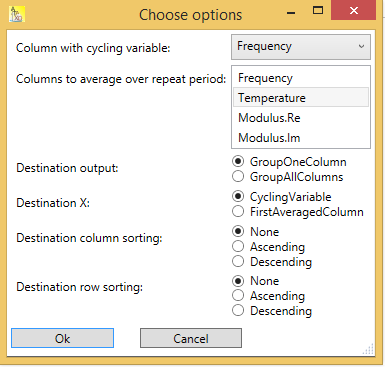 Choose options
Column with cycling variable: Frequency
Columns to average over repeat period: Frequency
Temperature
Modulus.Re
Modulus.Im
Destination output: GroupOneColumn
GroupAllColumns
Destination X: CyclingVariable
FirstAveragedColumn
Destination column sorting: None
Ascending
Descending
Destination row sorting: None
Ascending
Descending
Ok Cancel